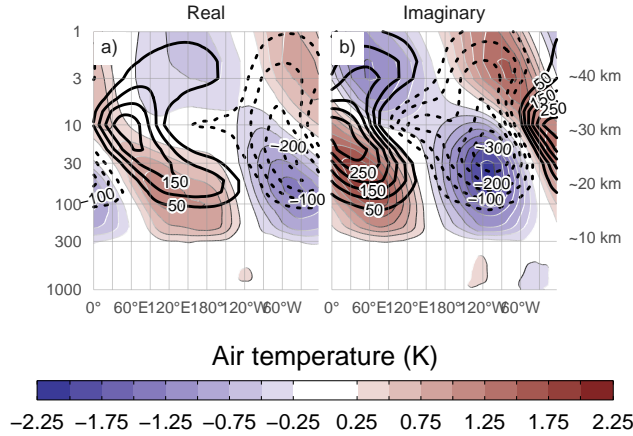 Real Imaginary
a) b)
1
3
10
30
100
300
1000
~40 km
~30 km
~20 km
~10 km
−100
150
50
−200
−100
250
150
50
−300
−200
−100
50
150
250
0° 60°E 120°E 180° 120°W 60°W 0° 60°E 120°E 180° 120°W 60°W
Air temperature (K)
−2.25 −1.75 −1.25 −0.75 −0.25 0.25 0.75 1.25 1.75 2.25